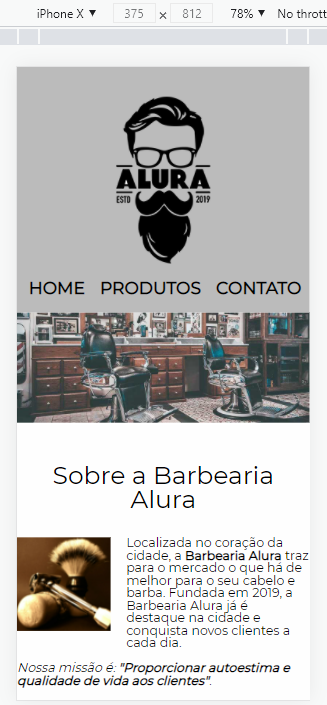 iPhone X ▼ 375 × 812 78% ▼ No thrott
ALURA
ESTD 2019
HOME PRODUTOS CONTATO
Sobre a Barbearia
Alura
Localizada no coração da
cidade, a Barbearia Alura traz
para o mercado o que há de
melhor para o seu cabelo e
barba. Fundada em 2019, a
Barbearia Alura já é
destaque na cidade e
conquista novos clientes a
cada dia.
Nossa missão é: "Proporcionar autoestima e
qualidade de vida aos clientes".